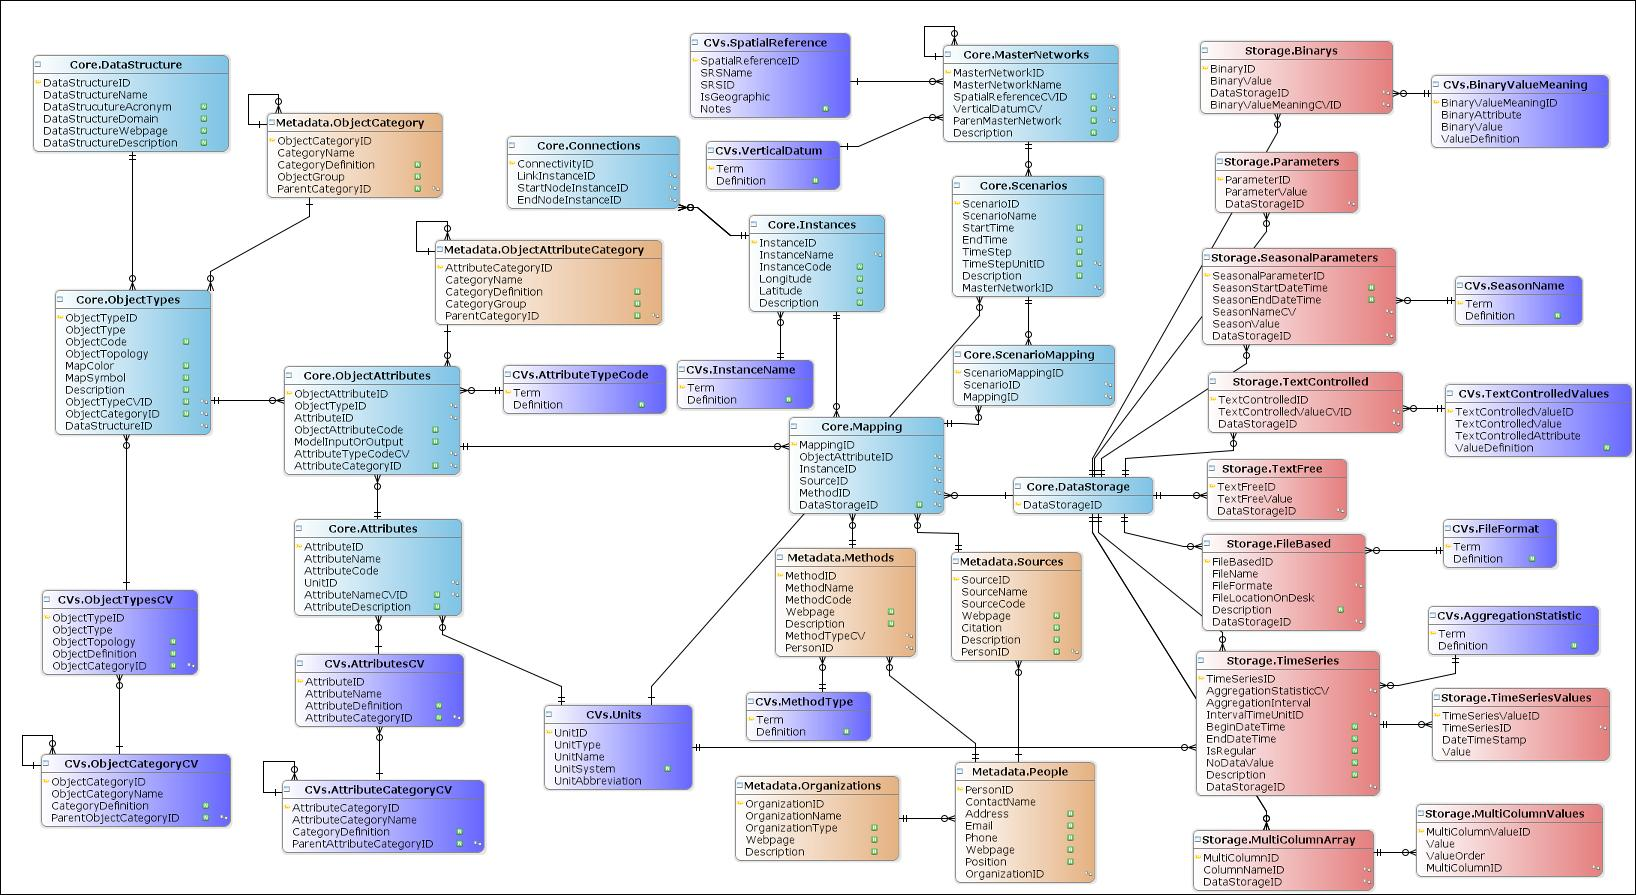 Core.DataStructure
DataStructureID
DataStructureName
DataStrucutureAcronym
DataStructureDomain
DataStructureWebpage
DataStructureDescription
Metadata.ObjectCategory
ObjectCategoryID
CategoryName
CategoryDefinition
ObjectGroup
ParentCategoryID
Core.Connections
ConnectivityID
LinkInstanceID
StartNodeInstanceID
EndNodeInstanceID
CVs.SpatialReference
SpatialReferenceID
SRSName
SRSID
IsGeographic
Notes
CVs.VerticalDatum
Term
Definition
Core.MasterNetworks
MasterNetworkID
MasterNetworkName
SpatialReferenceCVID
VerticalDatumCV
ParenMasterNetwork
Description
Storage.Binarys
BinaryID
BinaryValue
DataStorageID
BinaryValueMeaningCVID
CVs.BinaryValueMeaning
BinaryValueMeaningID
BinaryAttribute
BinaryValue
ValueDefinition
Storage.Parameters
ParameterID
ParameterValue
DataStorageID
Core.Scenarios
ScenarioID
ScenarioName
StartTime
EndTime
TimeStep
TimeStepUnitID
Description
MasterNetworkID
Core.Instances
InstanceID
InstanceName
InstanceCode
Longitude
Latitude
Description
Metadata.ObjectAttributeCategory
AttributeCategoryID
CategoryName
CategoryDefinition
CategoryGroup
ParentCategoryID
Storage.SeasonalParameters
SeasonalParameterID
SeasonStartDateTime
SeasonEndDateTime
SeasonNameCV
SeasonValue
DataStorageID
CVs.SeasonName
Term
Definition
Core.ObjectTypes
ObjectTypeID
ObjectType
ObjectCode
ObjectTopology
MapColor
MapSymbol
Description
ObjectTypeCVID
ObjectCategoryID
DataStructureID
Core.ObjectAttributes
ObjectAttributeID
ObjectTypeID
AttributeID
ObjectAttributeCode
ModelInputOrOutput
AttributeTypeCodeCV
AttributeCategoryID
CVs.AttributeTypeCode
Term
Definition
CVs.InstanceName
Term
Definition
Core.ScenarioMapping
ScenarioMappingID
ScenarioID
MappingID
Storage.TextControlled
TextControlledID
TextControlledValueCVID
DataStorageID
CVs.TextControlledValues
TextControlledValueID
TextControlledValue
TextControlledAttribute
ValueDefinition
Core.Mapping
MappingID
ObjectAttributeID
InstanceID
SourceID
MethodID
DataStorageID
Core.DataStorage
DataStorageID
Storage.TextFree
TextFreeID
TextFreeValue
DataStorageID
Core.Attributes
AttributeID
AttributeName
AttributeCode
UnitID
AttributeNameCVID
AttributeDescription
Metadata.Methods
MethodID
MethodName
MethodCode
Webpage
Description
MethodTypeCV
PersonID
Metadata.Sources
SourceID
SourceName
SourceCode
Webpage
Citation
Description
PersonID
Storage.FileBased
FileBasedID
FileName
FileFormate
FileLocationOnDesk
Description
DataStorageID
CVs.FileFormat
Term
Definition
CVs.ObjectTypesCV
ObjectTypeID
ObjectType
ObjectTopology
ObjectDefinition
ObjectCategoryID
CVs.AttributesCV
AttributeID
AttributeName
AttributeDefinition
AttributeCategoryID
CVs.MethodType
Term
Definition
CVs.Units
UnitID
UnitType
UnitName
UnitSystem
UnitAbbreviation
Storage.TimeSeries
TimeSeriesID
AggregationStatisticCV
AggregationInterval
IntervalTimeUnitID
BeginDateTime
EndDateTime
IsRegular
NoDataValue
Description
DataStorageID
CVs.AggregationStatistic
Term
Definition
Storage.TimeSeriesValues
TimeSeriesValueID
TimeSeriesID
DateTimeStamp
Value
CVs.ObjectCategoryCV
ObjectCategoryID
ObjectCategoryName
CategoryDefinition
ParentObjectCategoryID
CVs.AttributeCategoryCV
AttributeCategoryID
AttributeCategoryName
CategoryDefinition
ParentAttributeCategoryID
Metadata.Organizations
OrganizationID
OrganizationName
OrganizationType
Webpage
Description
Metadata.People
PersonID
ContactName
Address
Email
Phone
Webpage
Position
OrganizationID
Storage.MultiColumnArray
MultiColumnID
ColumnNameID
DataStorageID
Storage.MultiColumnValues
MultiColumnValueID
Value
ValueOrder
MultiColumnID